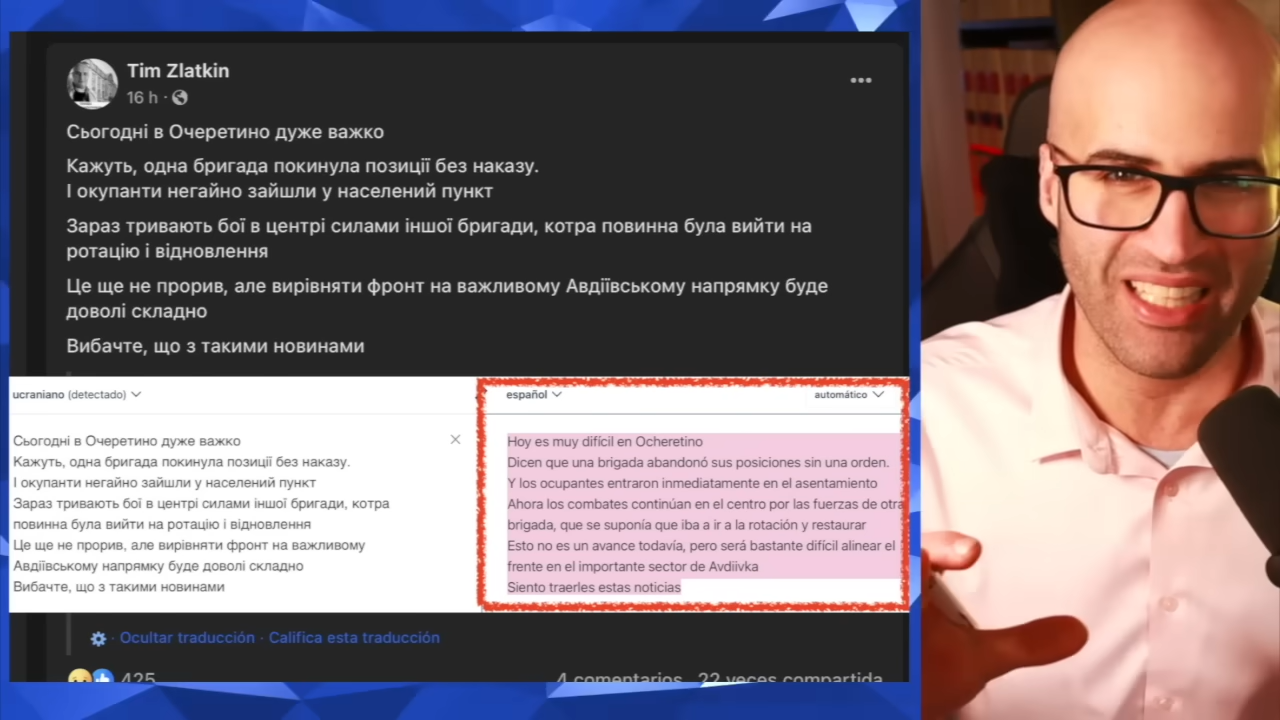 Tim Zlatkin
16 h
Сьогодні в Очеретино дуже важко
Кажуть, одна бригада покинула позиції без наказу.
І окупанти негайно зайшли у населений пункт
Зараз тривають бої в центрі силами іншої бригади, котра повинна була вийти на
ротацію і відновлення
Це ще не прорив, але вирівняти фронт на важливому Авдіївському напрямку буде
доволі складно
Вибачте, що з такими новинами
ucraniano (detectado)
Сьогодні в Очеретино дуже важко
Кажуть, одна бригада покинула позиції без наказу.
І окупанти негайно зайшли у населений пункт
Зараз тривають бої в центрі силами іншої бригади, котра
повинна була вийти на ротацію і відновлення
Це ще не прорив, але вирівняти фронт на важливому
Авдіївському напрямку буде доволі складно
Вибачте, що з такими новинами
español automático
Hoy es muy difícil en Ocheretino
Dicen que una brigada abandonó sus posiciones sin una orden.
Y los ocupantes entraron inmediatamente en el asentamiento
Ahora los combates continúan en el centro por las fuerzas de otra
brigada, que se suponía que iba a ir a la rotación y restaurar
Esto no es un avance todavía, pero será bastante difícil alinear el
frente en el importante sector de Avdiivka
Siento traerles estas noticias
· Ocultar traducción · Califica esta traducción
425 4 comentarios 22 veces compartida